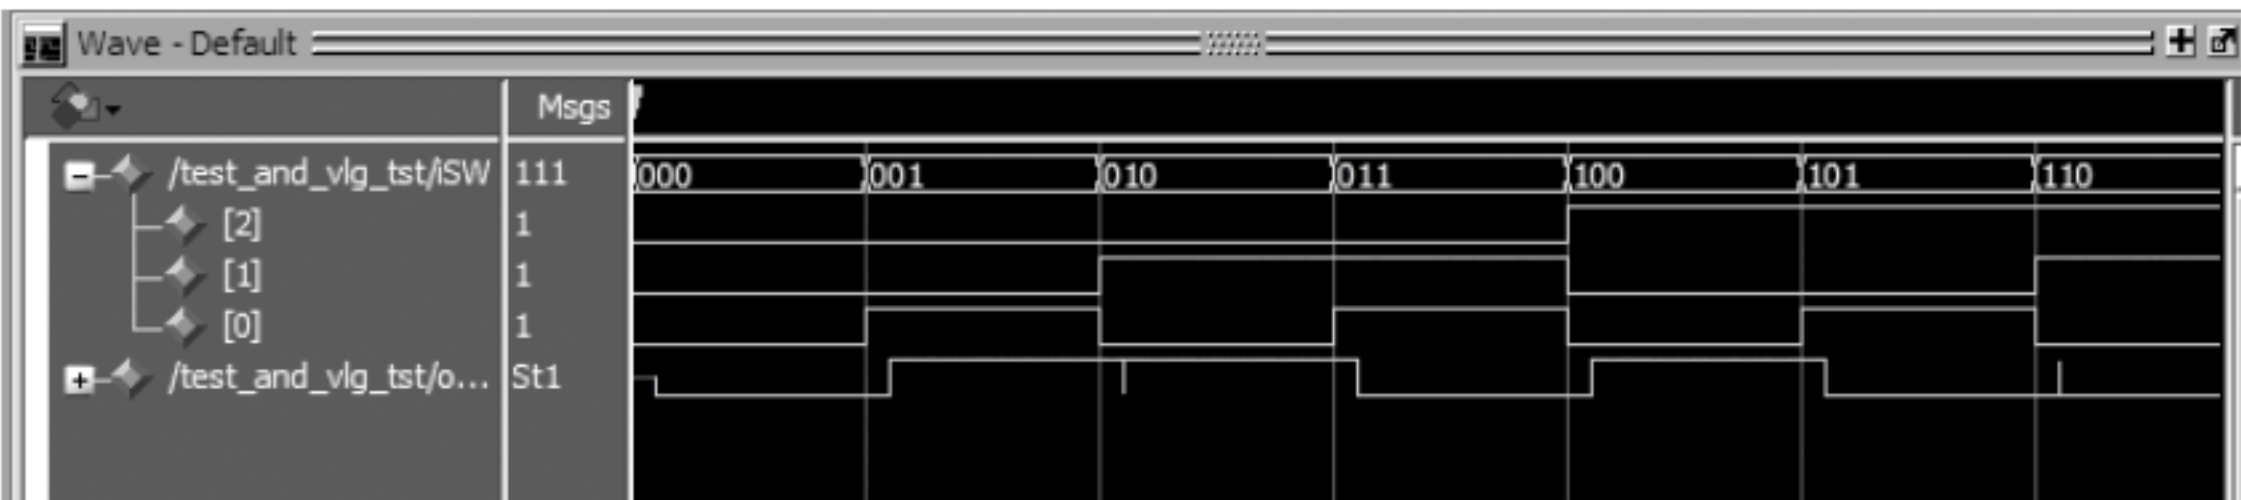 Wave - Default
Msgs
/test_and_vlg_tst/iSW 111 000 001 010 011 100 101 110
[2] 1
[1] 1
[0] 1
/test_and_vlg_tst/o... St1